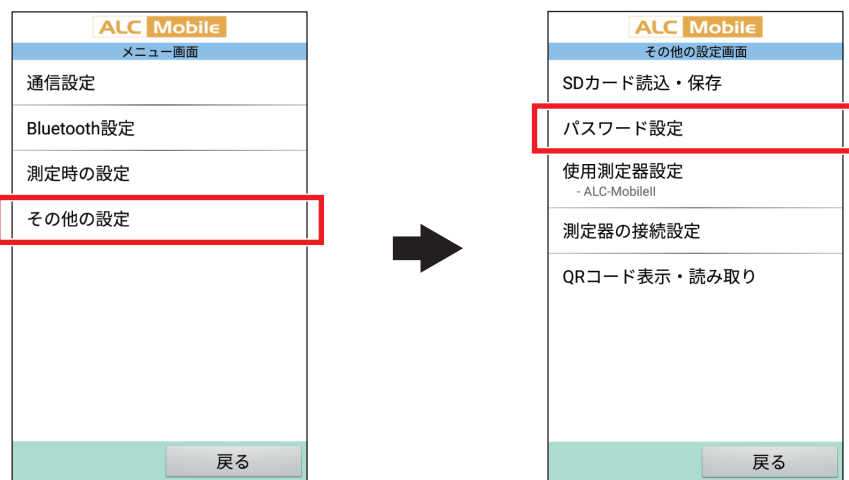 ALC Mobile
メニュー画面
通信設定
Bluetooth設定
測定時の設定
その他の設定
戻る
ALC Mobile
その他の設定画面
SDカード読込・保存
パスワード設定
使用測定器設定
- ALC-MobileII
測定器の接続設定
QRコード表示・読み取り
戻る